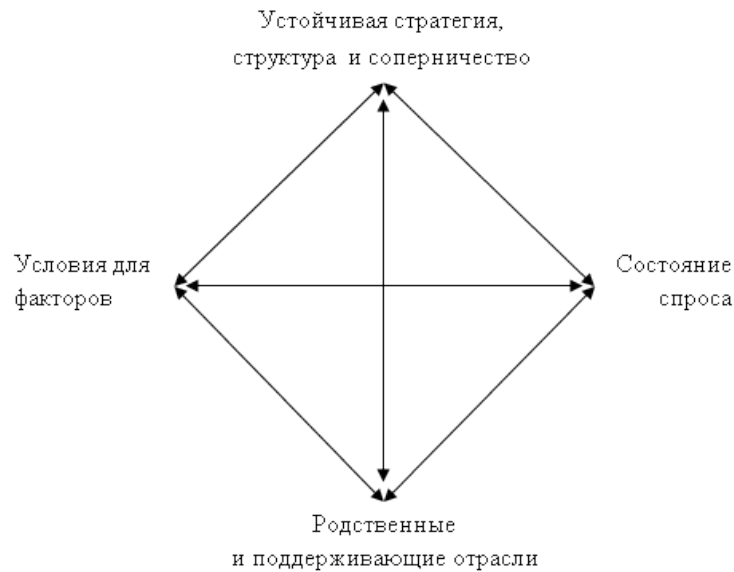 Устойчивая стратегия,
структура и соперничество
Условия для
факторов
Состояние
спроса
Родственные
и поддерживающие отрасли